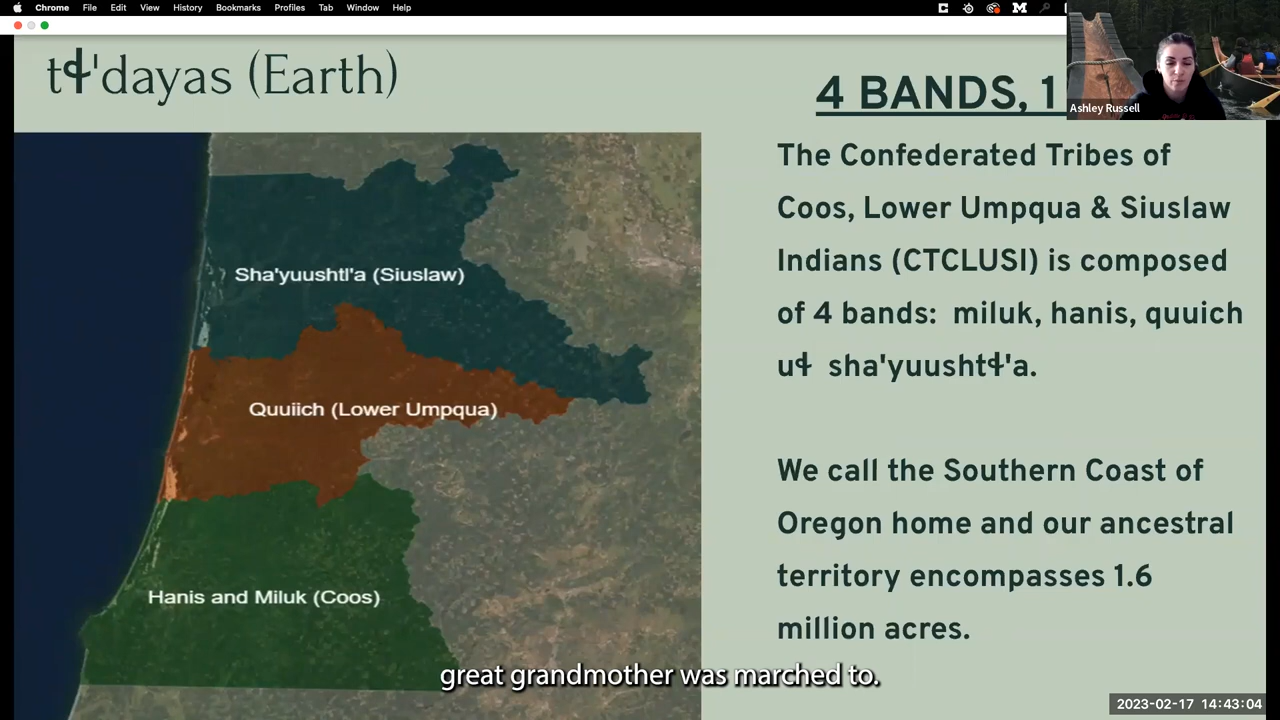 Chrome File Edit View History Bookmarks Profiles Tab Window Help
tɬ'dayas (Earth)
4 BANDS, 1
Ashley Russell
The Confederated Tribes of
Coos, Lower Umpqua & Siuslaw
Indians (CTCLUSI) is composed
of 4 bands: miluk, hanis, quuich
uɬ sha'yuushtɬ'a.
We call the Southern Coast of
Oregon home and our ancestral
territory encompasses 1.6
million acres.
Sha'yuushtl'a (Siuslaw)
Quuiich (Lower Umpqua)
Hanis and Miluk (Coos)
great grandmother was marched to.
2023-02-17 14:43:04